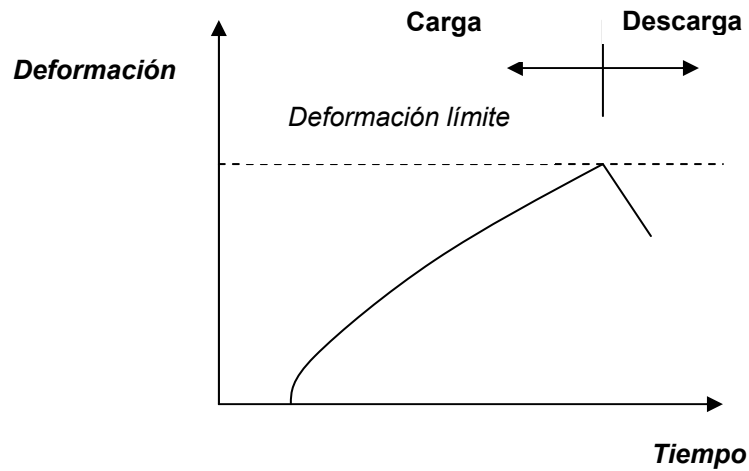 Carga
Descarga
Deformación
Deformación límite
Tiempo